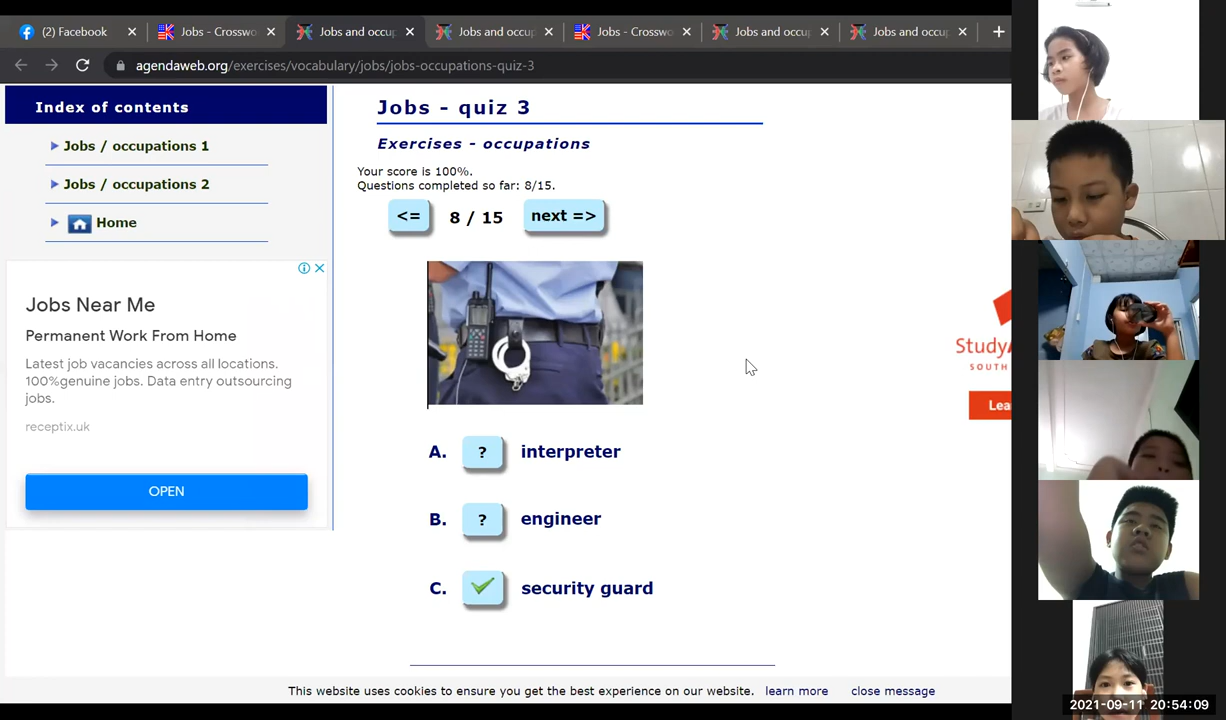 (2) Facebook
Jobs - Crosswo
Jobs and occup
Jobs and occup
Jobs - Crosswo
Jobs and occup
Jobs and occup
agendaweb.org/exercises/vocabulary/jobs/jobs-occupations-quiz-3
Index of contents
Jobs / occupations 1
Jobs / occupations 2
Home
Jobs Near Me
Permanent Work From Home
Latest job vacancies across all locations.
100%genuine jobs. Data entry outsourcing
jobs.
receptix.uk
OPEN
Jobs - quiz 3
Exercises - occupations
Your score is 100%.
Questions completed so far: 8/15.
<= 8 / 15 next =>
A. ? interpreter
B. ? engineer
C. security guard
StudyA
SOUTH
Lea
This website uses cookies to ensure you get the best experience on our website. learn more close message
2021-09-11 20:54:09